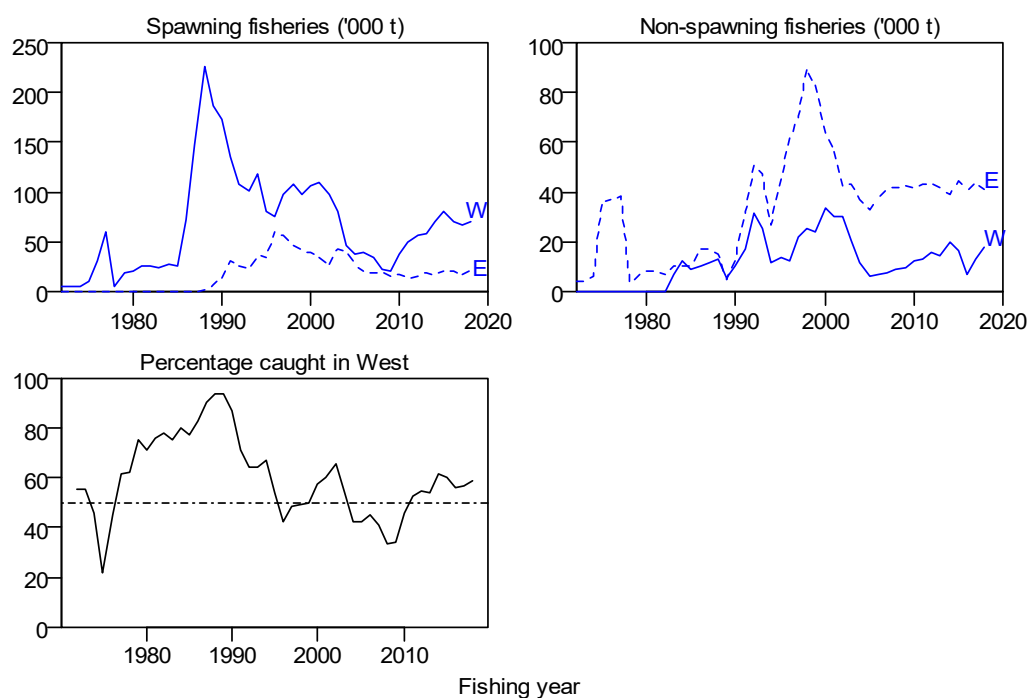 Spawning fisheries ('000 t)
250
200
150
100
50
0
W
E
1980 1990 2000 2010 2020
Non-spawning fisheries ('000 t)
100
80
60
40
20
0
E
W
1980 1990 2000 2010 2020
Percentage caught in West
100
80
60
40
20
0
1980 1990 2000 2010
Fishing year